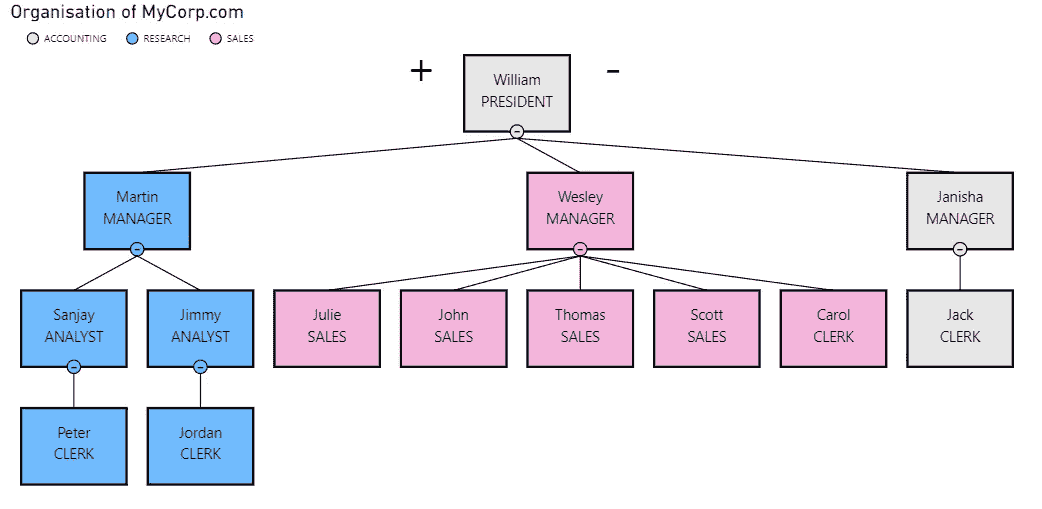 Organisation of MyCorp.com
ACCOUNTING RESEARCH SALES
+ -
William
PRESIDENT
Martin
MANAGER
Wesley
MANAGER
Janisha
MANAGER
Sanjay
ANALYST
Jimmy
ANALYST
Julie
SALES
John
SALES
Thomas
SALES
Scott
SALES
Carol
CLERK
Jack
CLERK
Peter
CLERK
Jordan
CLERK